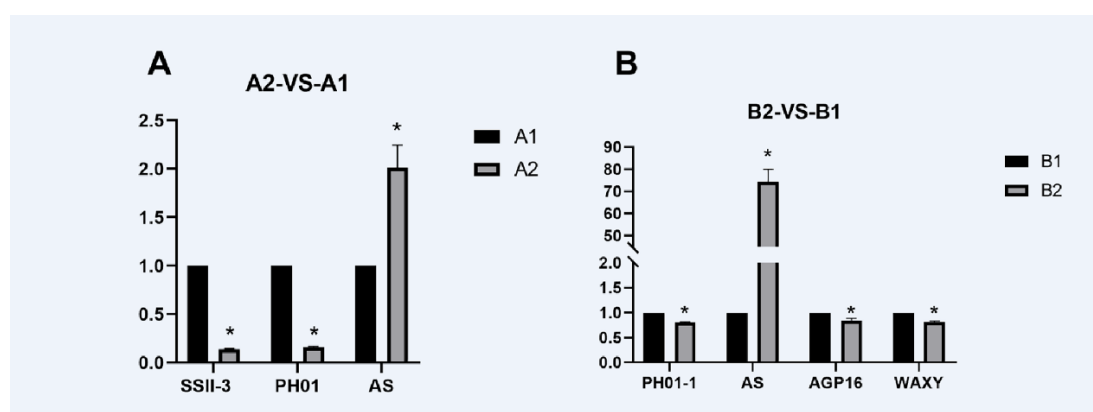 A
A2-VS-A1
2.5
2.0
1.5
1.0
0.5
0.0
*
*
*
SSII-3
PH01
AS
A1
A2
B
B2-VS-B1
90
80
70
60
50
2.0
1.5
1.0
0.5
0.0
*
*
*
*
PH01-1
AS
AGP16
WAXY
B1
B2